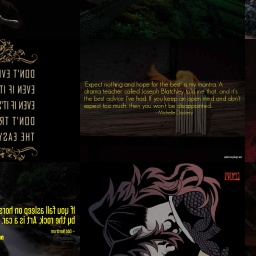 DON'T EV
EVEN IF I
EVEN IF IT'S
DON'T TR
THE EASY
Expect nothing and hope for the best is my mantra. A
drama teacher called Joseph Blatchley told me that, and it's
the best advice I've had. If you keep an open mind and don't
expect too much then you won't be disappointed.
Michelle Dockery
If you fall asleep on hors
by the rock, Art is a car.